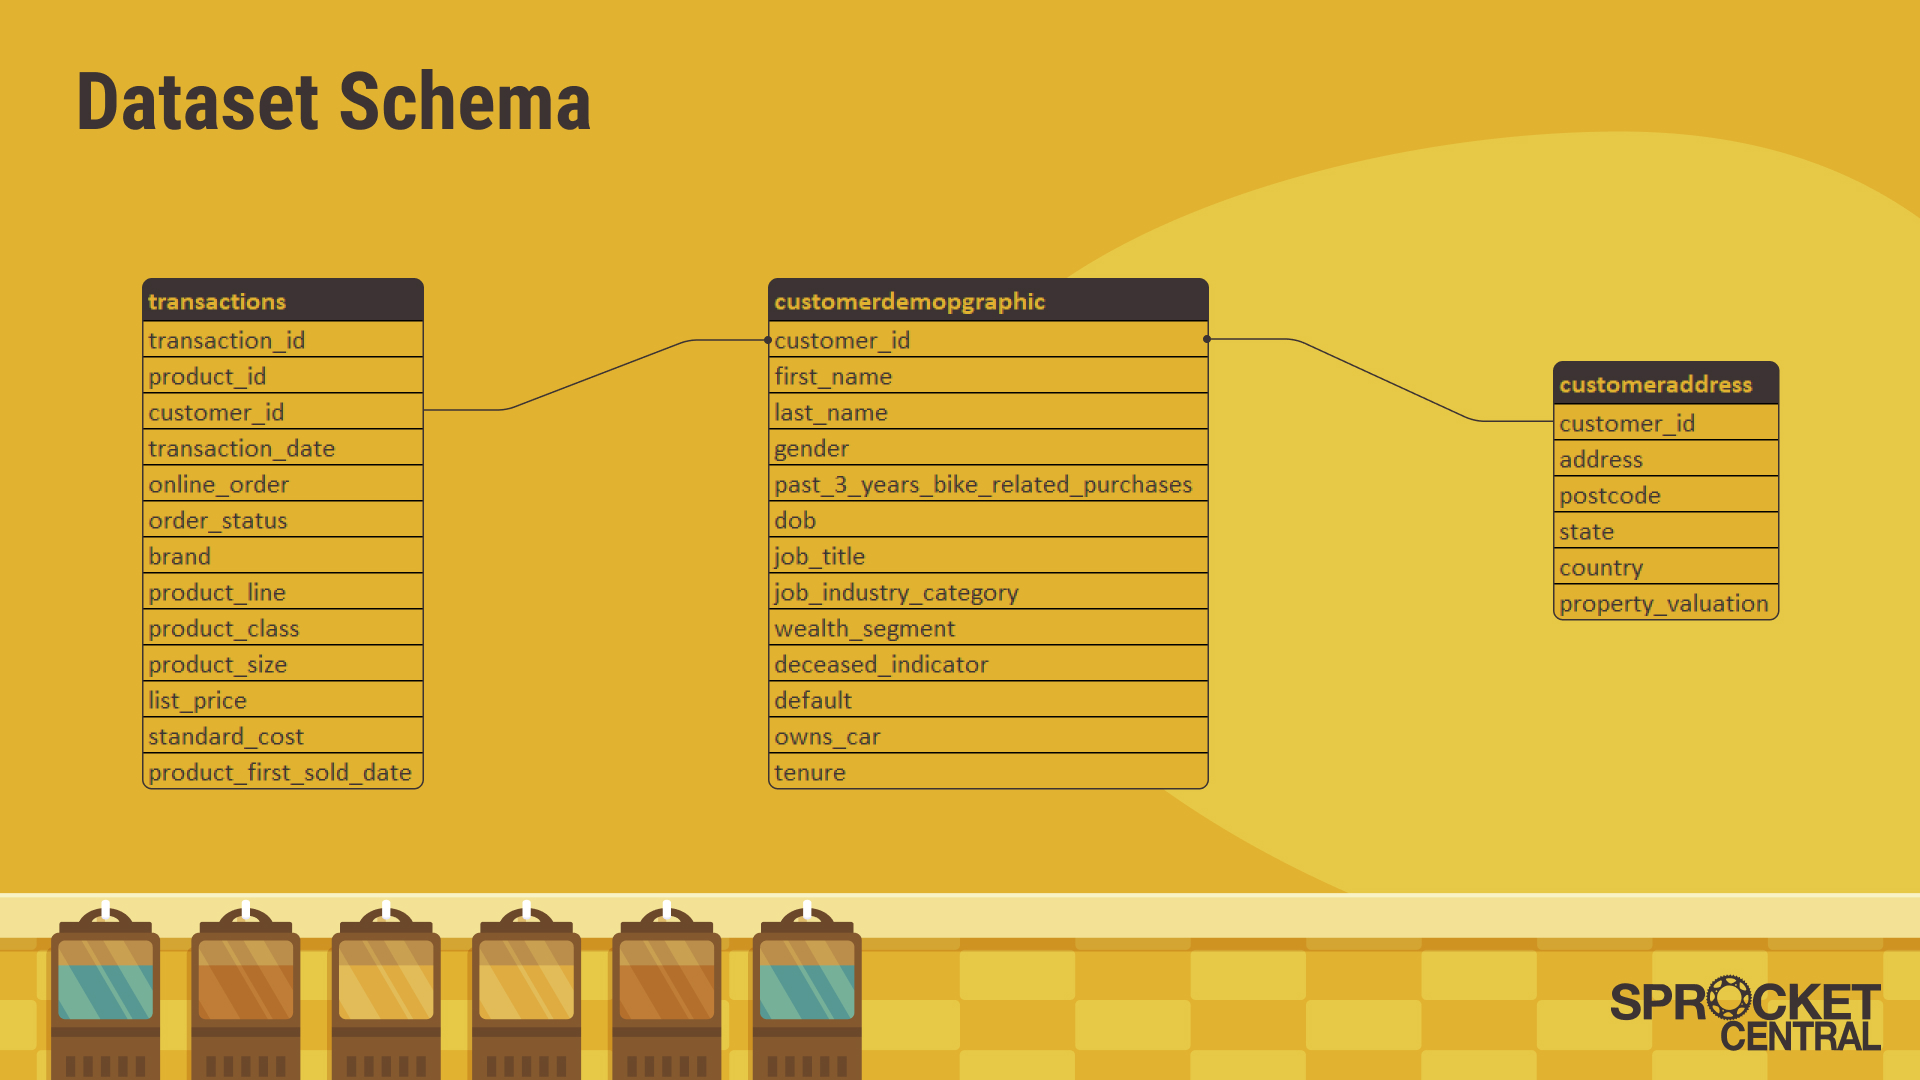 Dataset Schema
transactions
transaction_id
product_id
customer_id
transaction_date
online_order
order_status
brand
product_line
product_class
product_size
list_price
standard_cost
product_first_sold_date
customerdemopgraphic
customer_id
first_name
last_name
gender
past_3_years_bike_related_purchases
dob
job_title
job_industry_category
wealth_segment
deceased_indicator
default
owns_car
tenure
customeraddress
customer_id
address
postcode
state
country
property_valuation
SPROCKET
CENTRAL